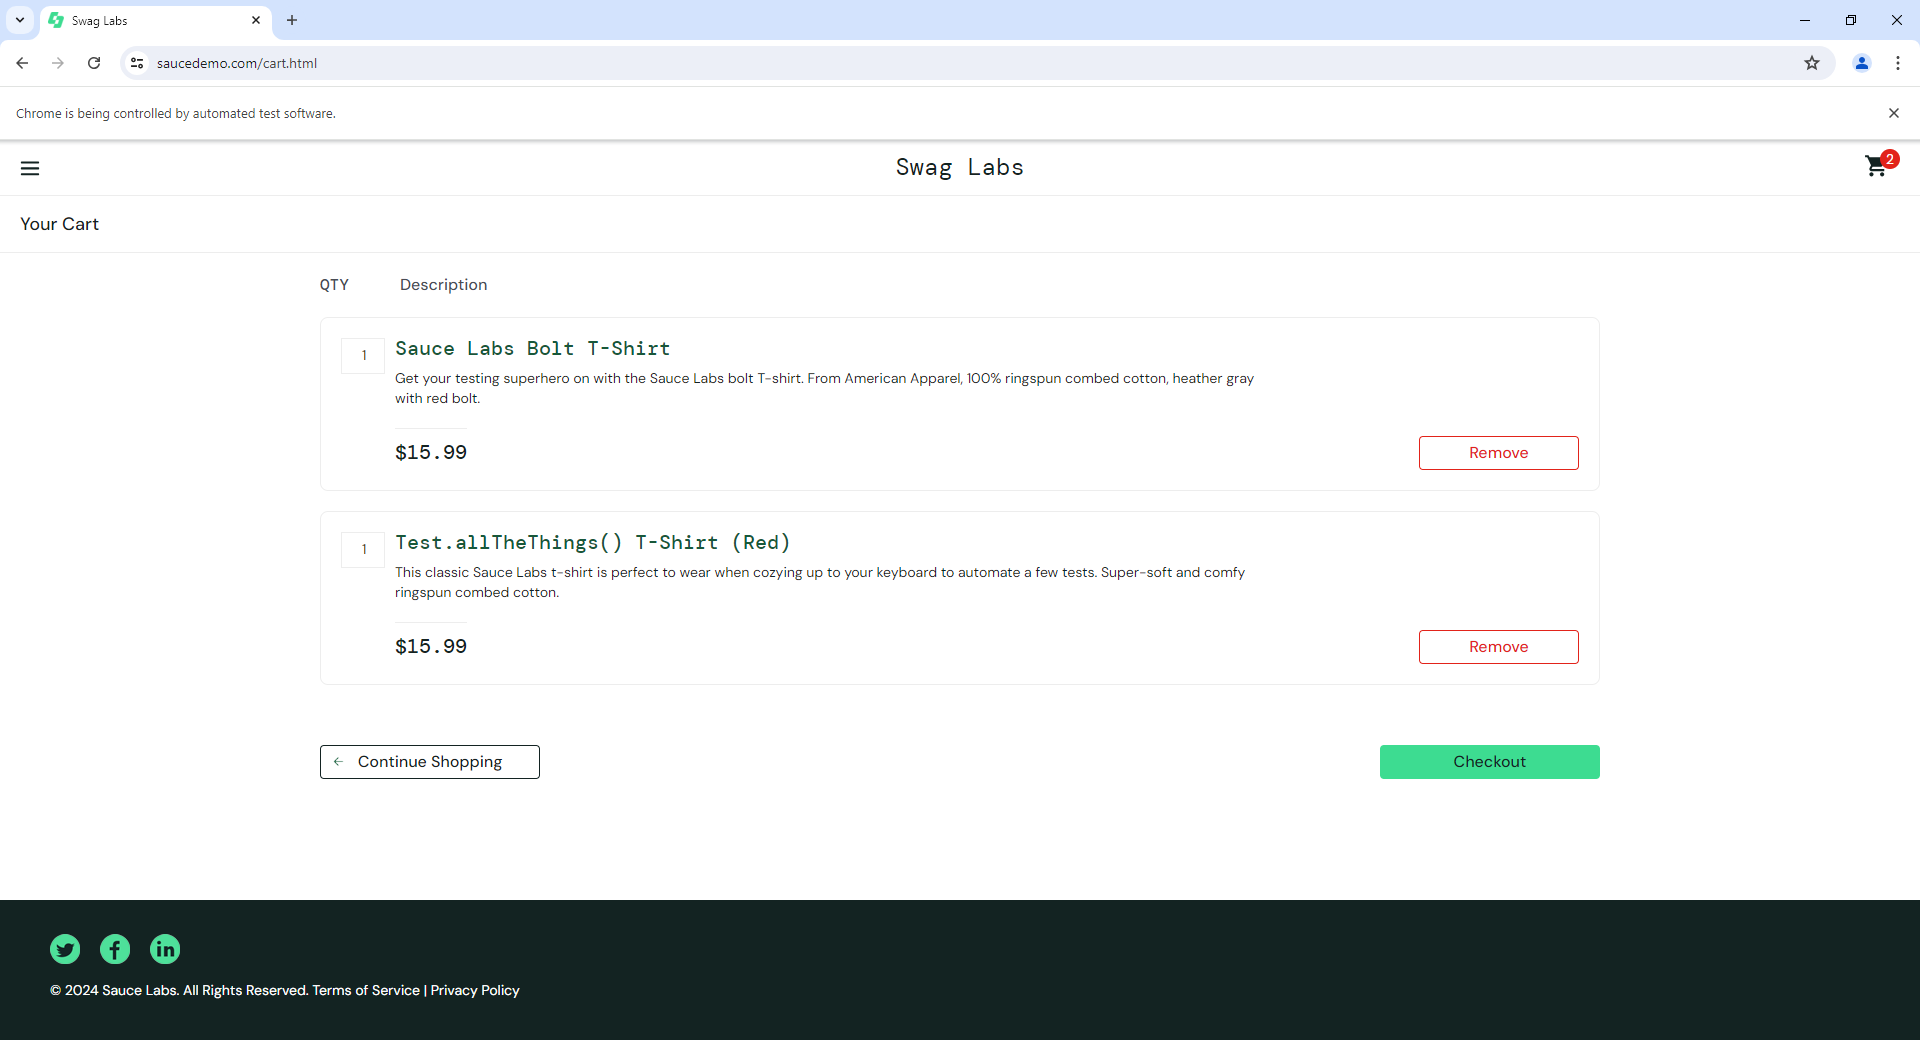 Swag Labs
saucedemo.com/cart.html
Chrome is being controlled by automated test software.
Swag Labs
2
Your Cart
QTY Description
1 Sauce Labs Bolt T-Shirt
Get your testing superhero on with the Sauce Labs bolt T-shirt. From American Apparel, 100% ringspun combed cotton, heather gray
with red bolt.
$15.99 Remove
1 Test.allTheThings() T-Shirt (Red)
This classic Sauce Labs t-shirt is perfect to wear when cozying up to your keyboard to automate a few tests. Super-soft and comfy
ringspun combed cotton.
$15.99 Remove
Continue Shopping Checkout
© 2024 Sauce Labs. All Rights Reserved. Terms of Service | Privacy Policy